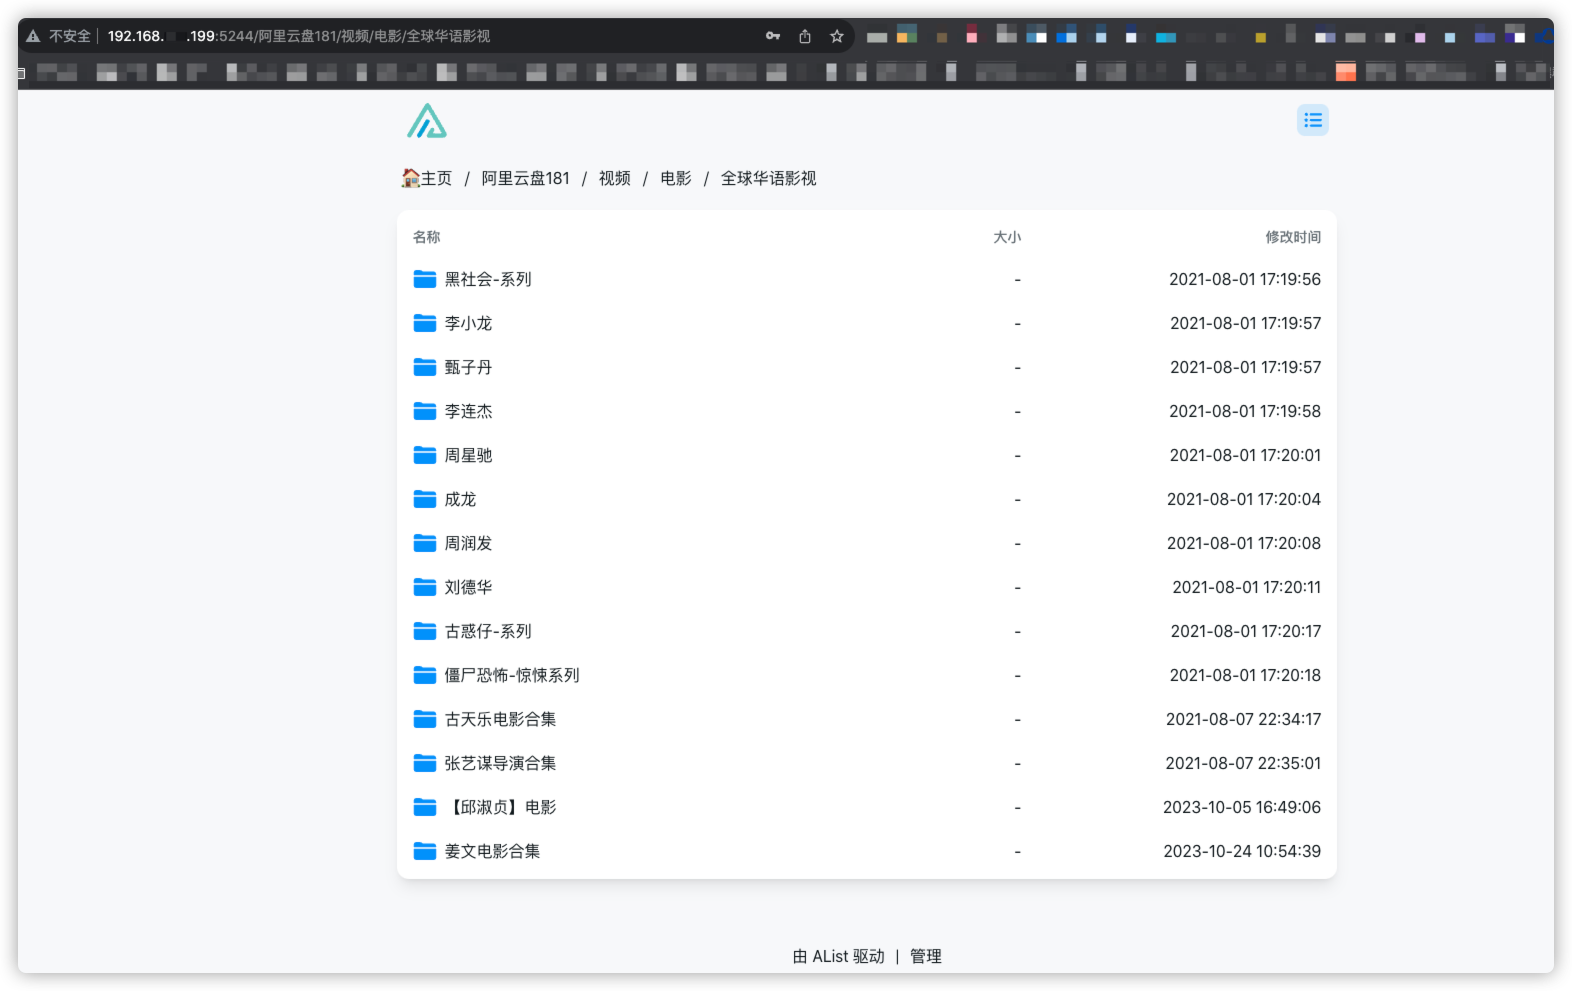 不安全 192.168. .199:5244/阿里云盘181/视频/电影/全球华语影视
主页 / 阿里云盘181 / 视频 / 电影 / 全球华语影视
名称 大小 修改时间
黑社会-系列 - 2021-08-01 17:19:56
李小龙 - 2021-08-01 17:19:57
甄子丹 - 2021-08-01 17:19:57
李连杰 - 2021-08-01 17:19:58
周星驰 - 2021-08-01 17:20:01
成龙 - 2021-08-01 17:20:04
周润发 - 2021-08-01 17:20:08
刘德华 - 2021-08-01 17:20:11
古惑仔-系列 - 2021-08-01 17:20:17
僵尸恐怖-惊悚系列 - 2021-08-01 17:20:18
古天乐电影合集 - 2021-08-07 22:34:17
张艺谋导演合集 - 2021-08-07 22:35:01
【邱淑贞】电影 - 2023-10-05 16:49:06
姜文电影合集 - 2023-10-24 10:54:39
由 AList 驱动 | 管理